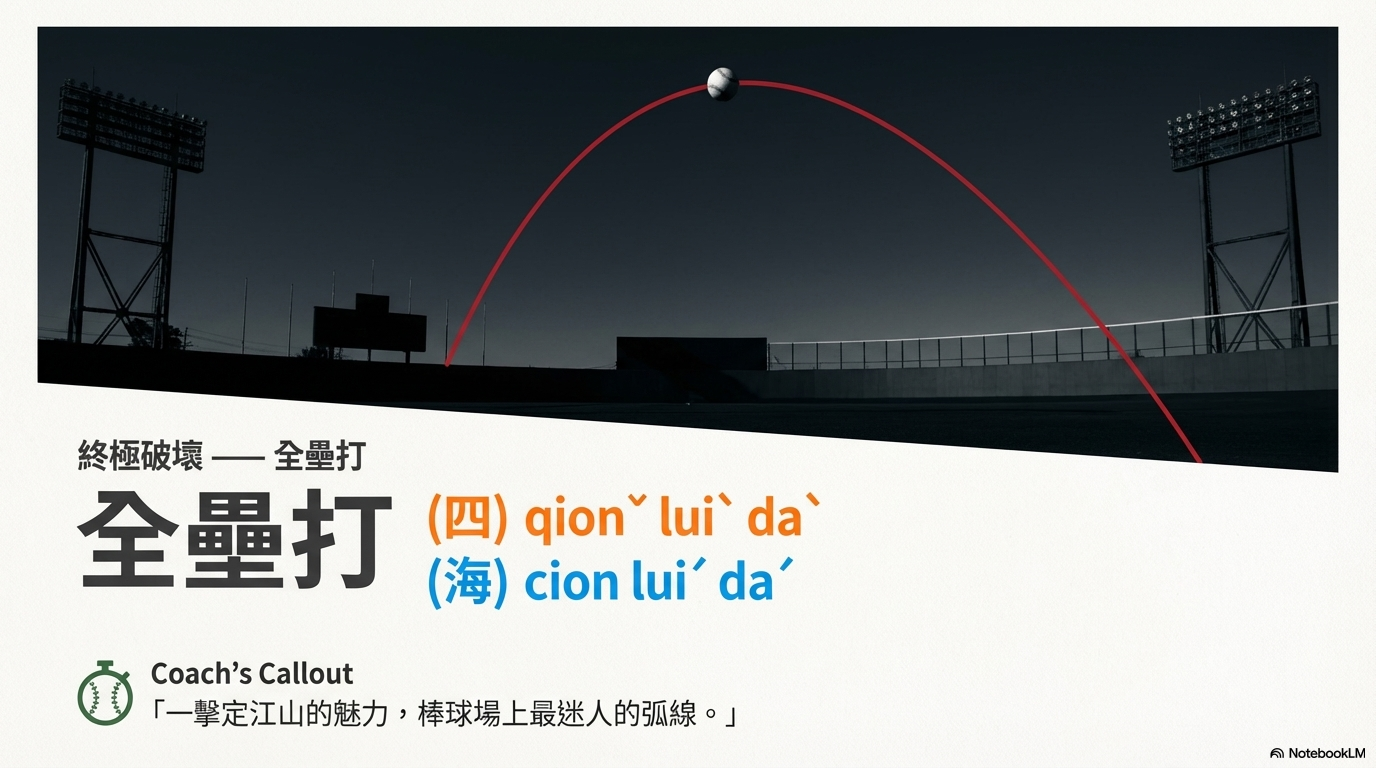 終極破壞 —— 全壘打
全壘打
(四) qionˇ luiˋ daˋ
(海) cion luiˊ daˊ
Coach’s Callout
「一擊定江山的魅力，棒球場上最迷人的弧線。」
NotebookLM